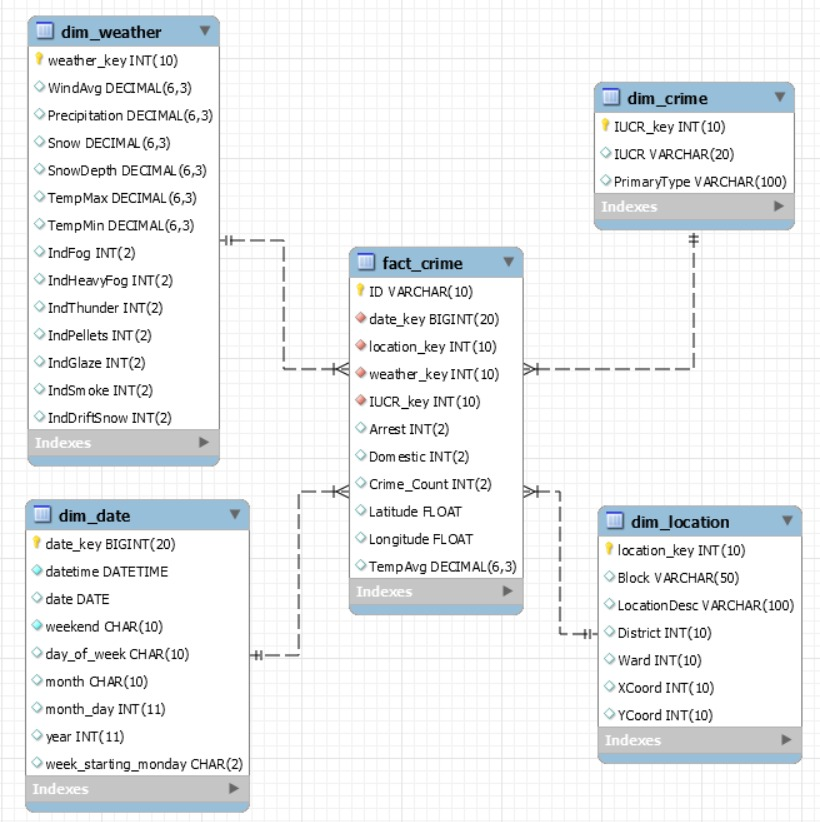 dim_weather
weather_key INT(10)
WindAvg DECIMAL(6,3)
Precipitation DECIMAL(6,3)
Snow DECIMAL(6,3)
SnowDepth DECIMAL(6,3)
TempMax DECIMAL(6,3)
TempMin DECIMAL(6,3)
IndFog INT(2)
IndHeavyFog INT(2)
IndThunder INT(2)
IndPellets INT(2)
IndGlaze INT(2)
IndSmoke INT(2)
IndDriftSnow INT(2)
Indexes
dim_crime
IUCR_key INT(10)
IUCR VARCHAR(20)
PrimaryType VARCHAR(100)
Indexes
fact_crime
ID VARCHAR(10)
date_key BIGINT(20)
location_key INT(10)
weather_key INT(10)
IUCR_key INT(10)
Arrest INT(2)
Domestic INT(2)
Crime_Count INT(2)
Latitude FLOAT
Longitude FLOAT
TempAvg DECIMAL(6,3)
Indexes
dim_date
date_key BIGINT(20)
datetime DATETIME
date DATE
weekend CHAR(10)
day_of_week CHAR(10)
month CHAR(10)
month_day INT(11)
year INT(11)
week_starting_monday CHAR(2)
Indexes
dim_location
location_key INT(10)
Block VARCHAR(50)
LocationDesc VARCHAR(100)
District INT(10)
Ward INT(10)
XCoord INT(10)
YCoord INT(10)
Indexes